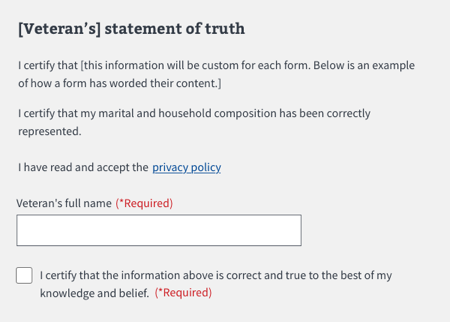 [Veteran's] statement of truth
I certify that [this information will be custom for each form. Below is an example
of how a form has worded their content.]
I certify that my marital and household composition has been correctly
represented.
I have read and accept the privacy policy
Veteran's full name (*Required)
I certify that the information above is correct and true to the best of my
knowledge and belief. (*Required)